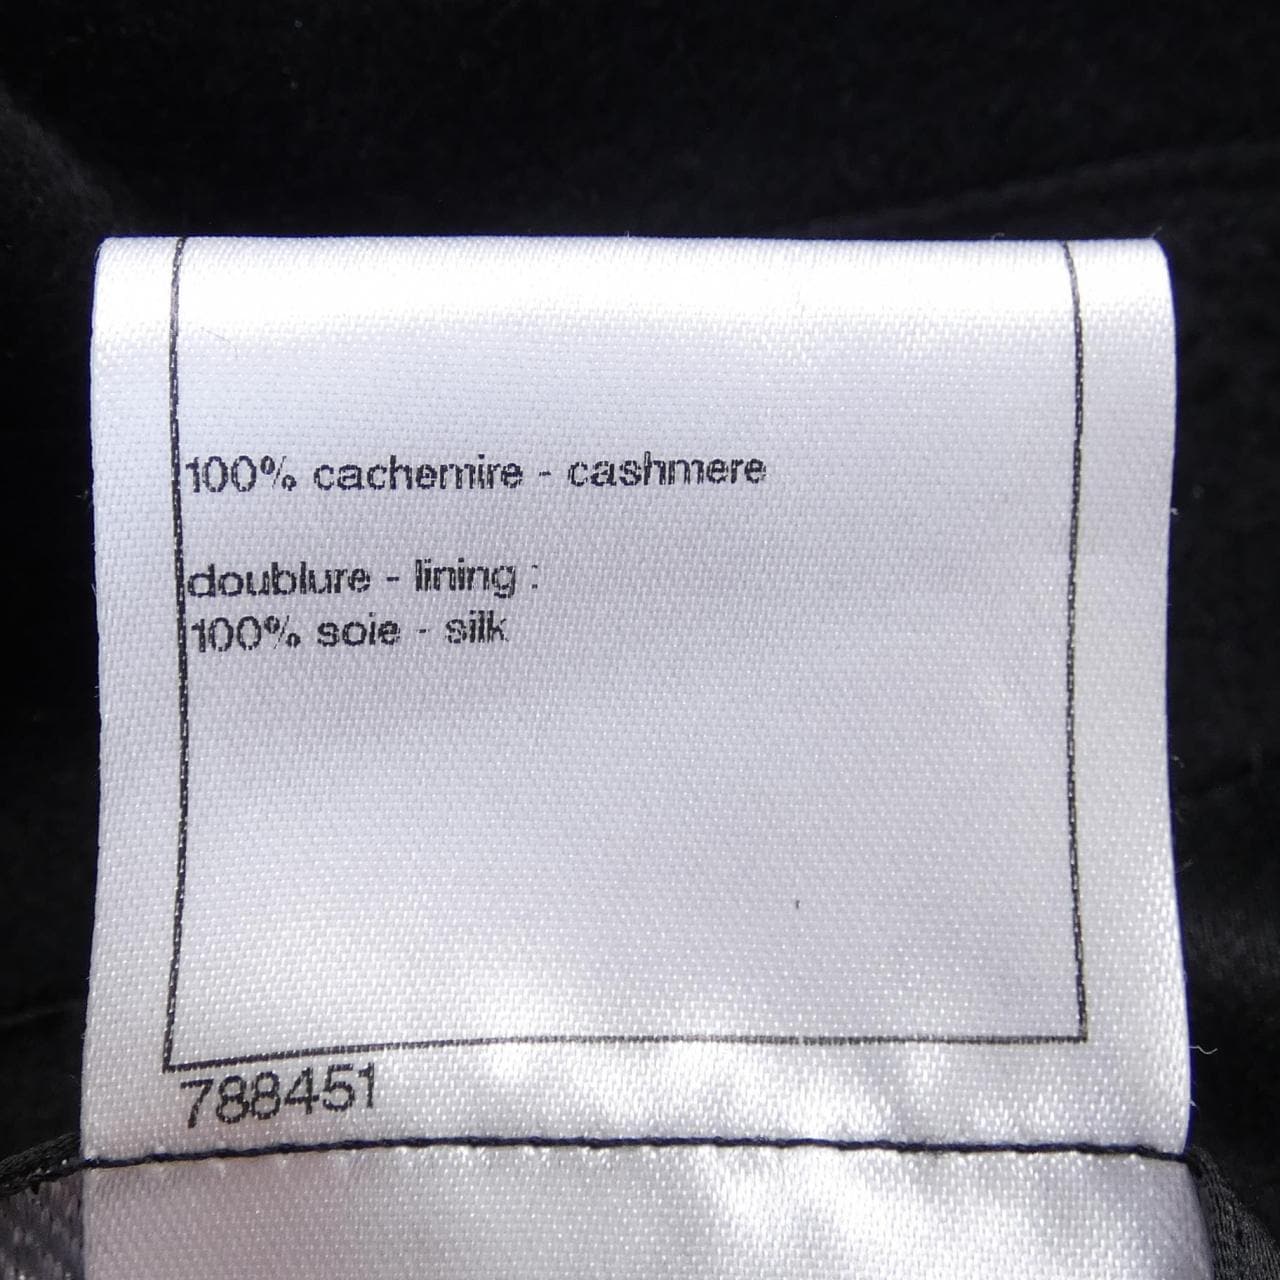 100% cachemire - cashmere
doublure - lining :
100% soie - silk
788451